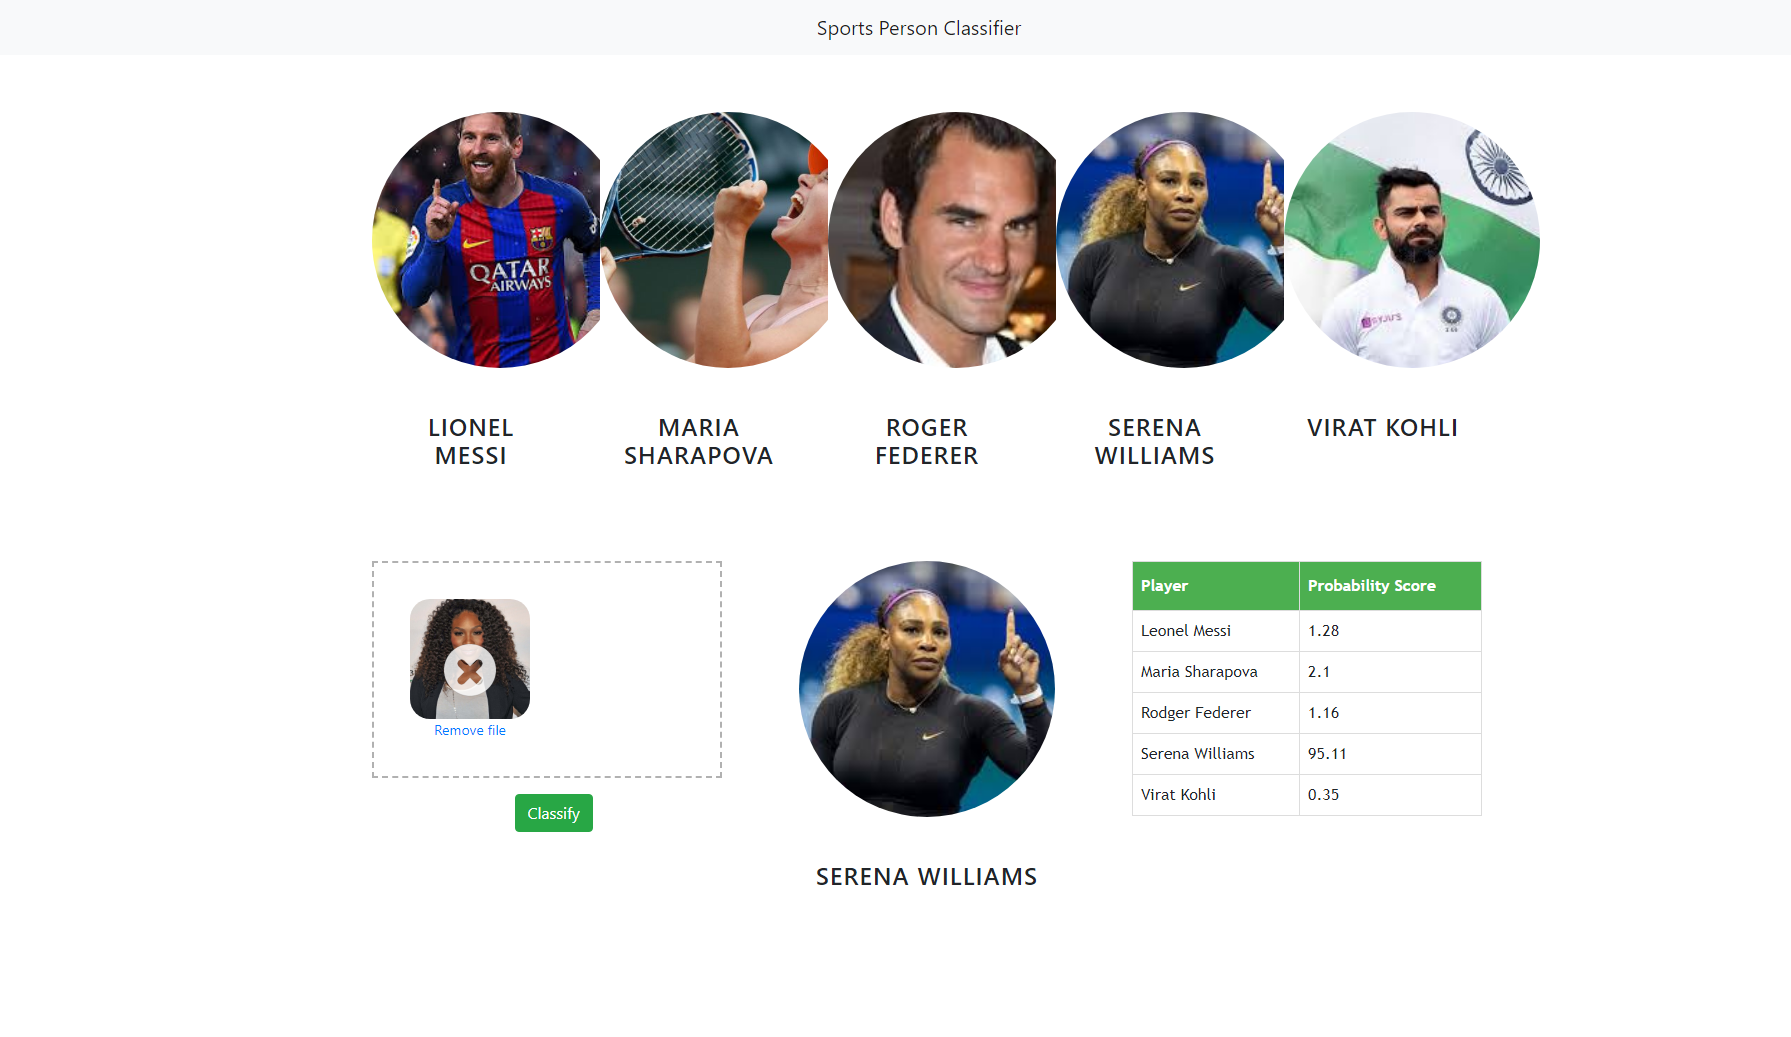 Sports Person Classifier
QATAR
AIRWAYS
BYJU'S
LIONEL
MESSI
MARIA
SHARAPOVA
ROGER
FEDERER
SERENA
WILLIAMS
VIRAT KOHLI
Remove file
Classify
SERENA WILLIAMS
Player Probability Score
Leonel Messi 1.28
Maria Sharapova 2.1
Rodger Federer 1.16
Serena Williams 95.11
Virat Kohli 0.35